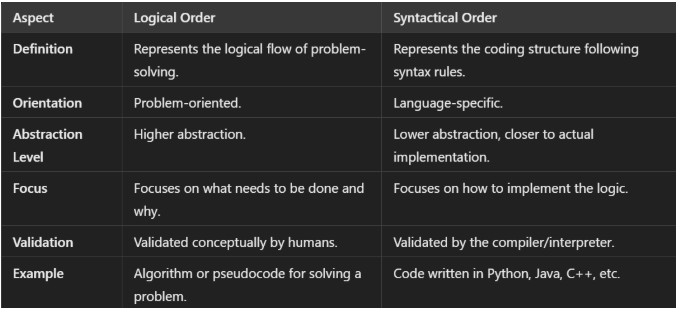 Aspect Logical Order Syntactical Order
Definition Represents the logical flow of problem- Represents the coding structure following
solving. syntax rules.
Orientation Problem-oriented. Language-specific.
Abstraction Higher abstraction. Lower abstraction, closer to actual
Level implementation.
Focus Focuses on what needs to be done and Focuses on how to implement the logic.
why.
Validation Validated conceptually by humans. Validated by the compiler/interpreter.
Example Algorithm or pseudocode for solving a Code written in Python, Java, C++, etc.
problem.